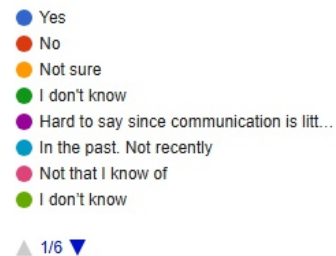 Yes
No
Not sure
I don't know
Hard to say since communication is litt…
In the past. Not recently
Not that I know of
I don't know
1/6